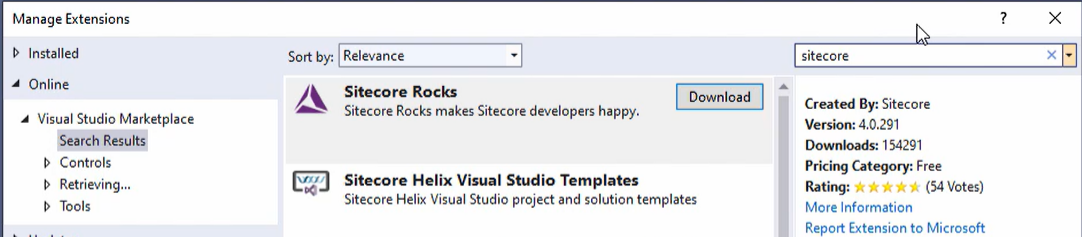 Manage Extensions
?
Installed
Sort by: Relevance
sitecore
Online
Visual Studio Marketplace
Search Results
Controls
Retrieving...
Tools
Sitecore Rocks
Sitecore Rocks makes Sitecore developers happy.
Download
Sitecore Helix Visual Studio Templates
Sitecore Helix Visual Studio project and solution templates
Created By: Sitecore
Version: 4.0.291
Downloads: 154291
Pricing Category: Free
Rating: (54 Votes)
More Information
Report Extension to Microsoft